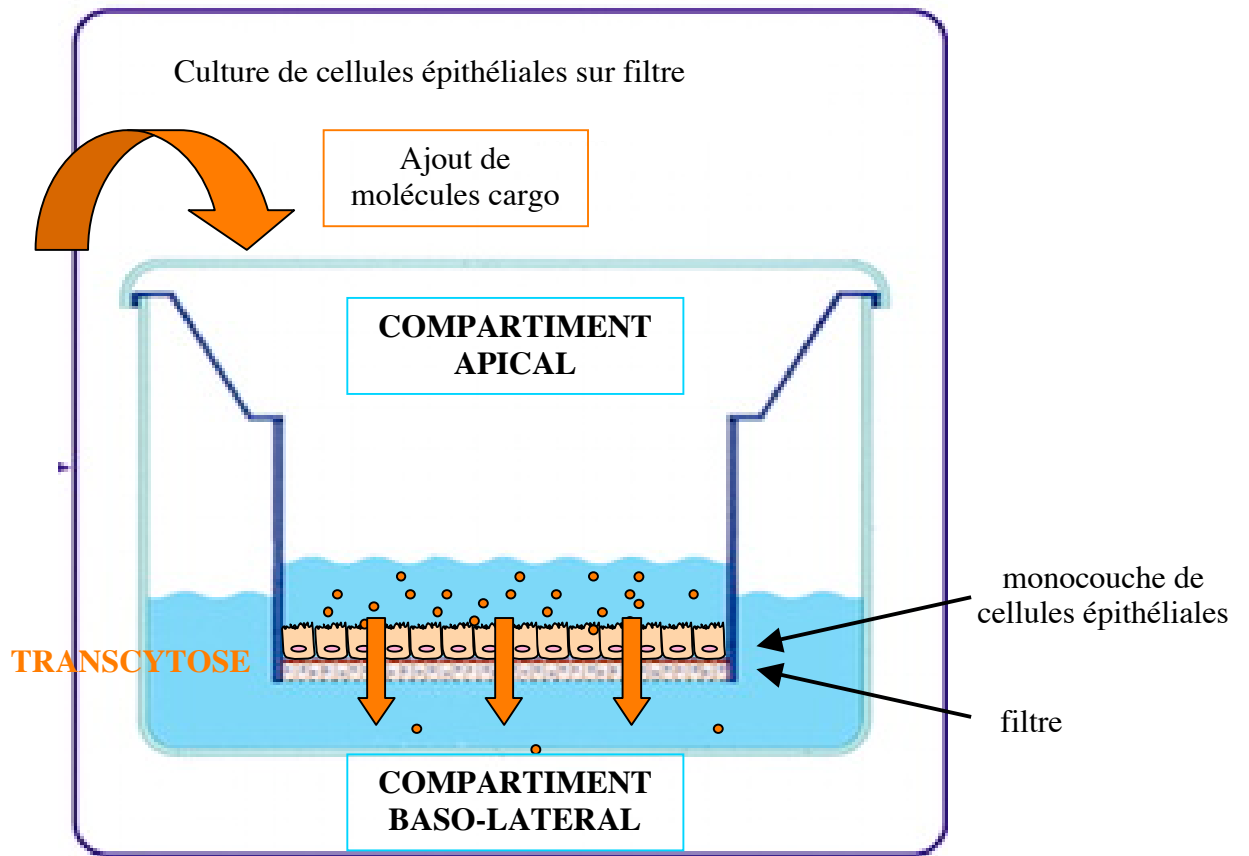 Culture de cellules épithéliales sur filtre
Ajout de
molécules cargo
COMPARTIMENT
APICAL
monocouche de
cellules épithéliales
TRANSCYTOSE
filtre
COMPARTIMENT
BASO-LATERAL